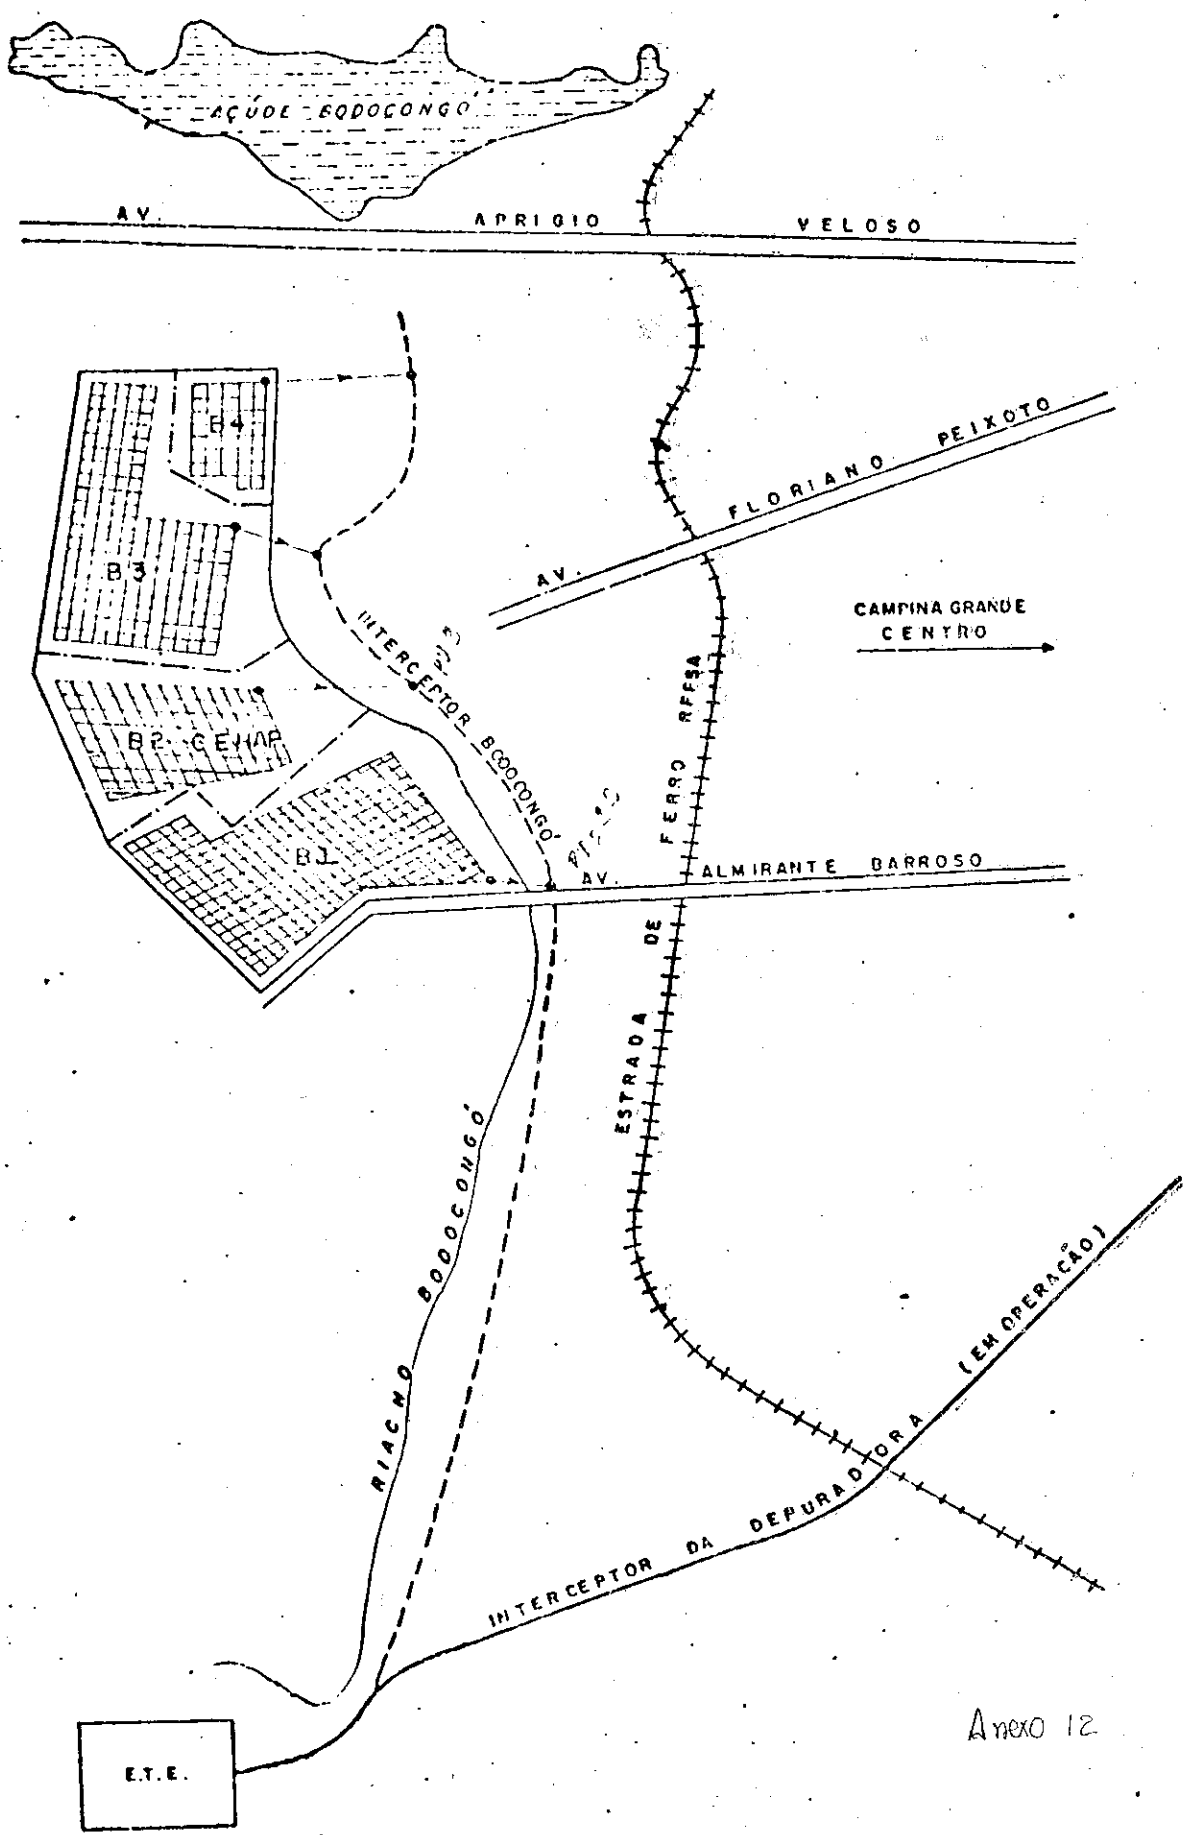 AÇÚDE BODOCONGÓ
AV. APRIGIO VELOSO
B4
AV. FLORIANO PEIXOTO
B3
CAMPINA GRANDE
CENTRO
INTERCEPTOR BODOCONGÓ
B2 CEHAP
B1
AV. ALMIRANTE BARROSO
ESTRADA DE FERRO RFFSA
RIACHO BODOCONGÓ
INTERCEPTOR DA DEPURADORA (EM OPERAÇÃO)
Anexo 12
E.T.E.